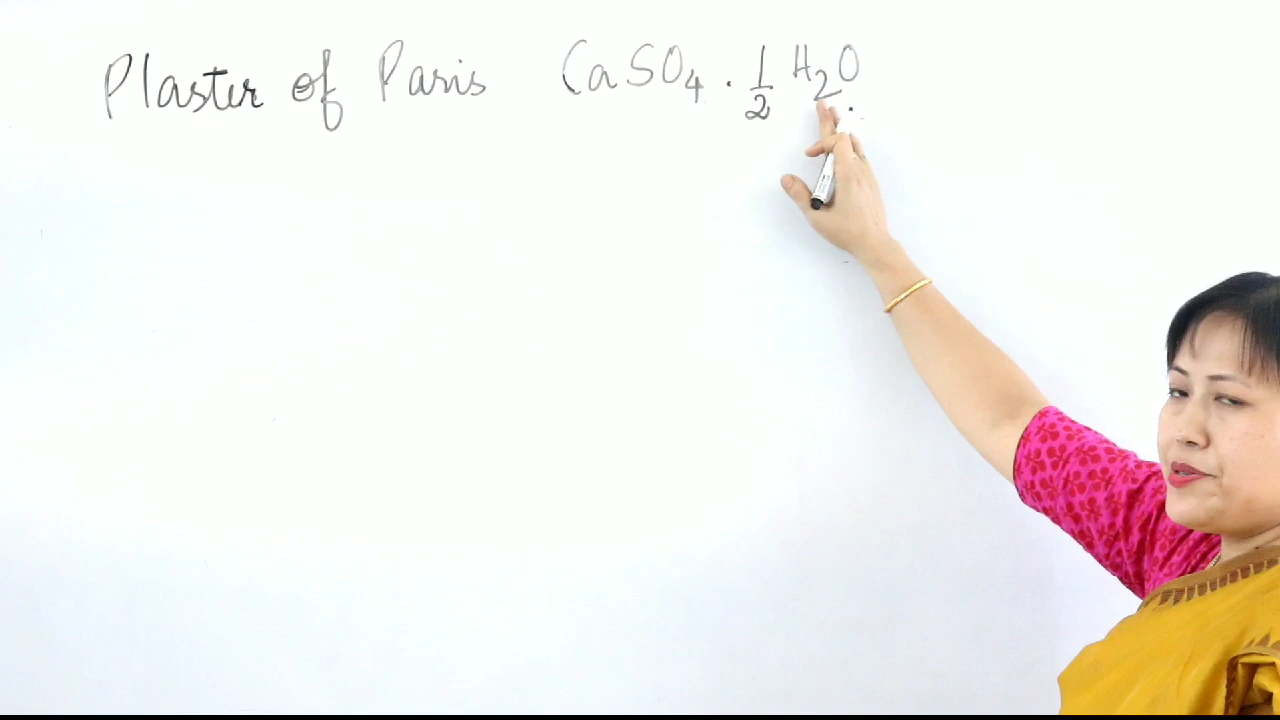 Plaster of Paris CaSO₄ · ½ H₂O